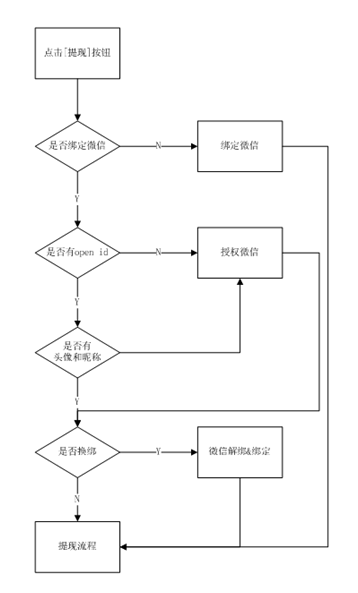 点击[提现]按钮
是否绑定微信
N
绑定微信
Y
是否有open id
N
授权微信
Y
是否有
头像和昵称
Y
是否换绑
Y
微信解绑&绑定
N
提现流程